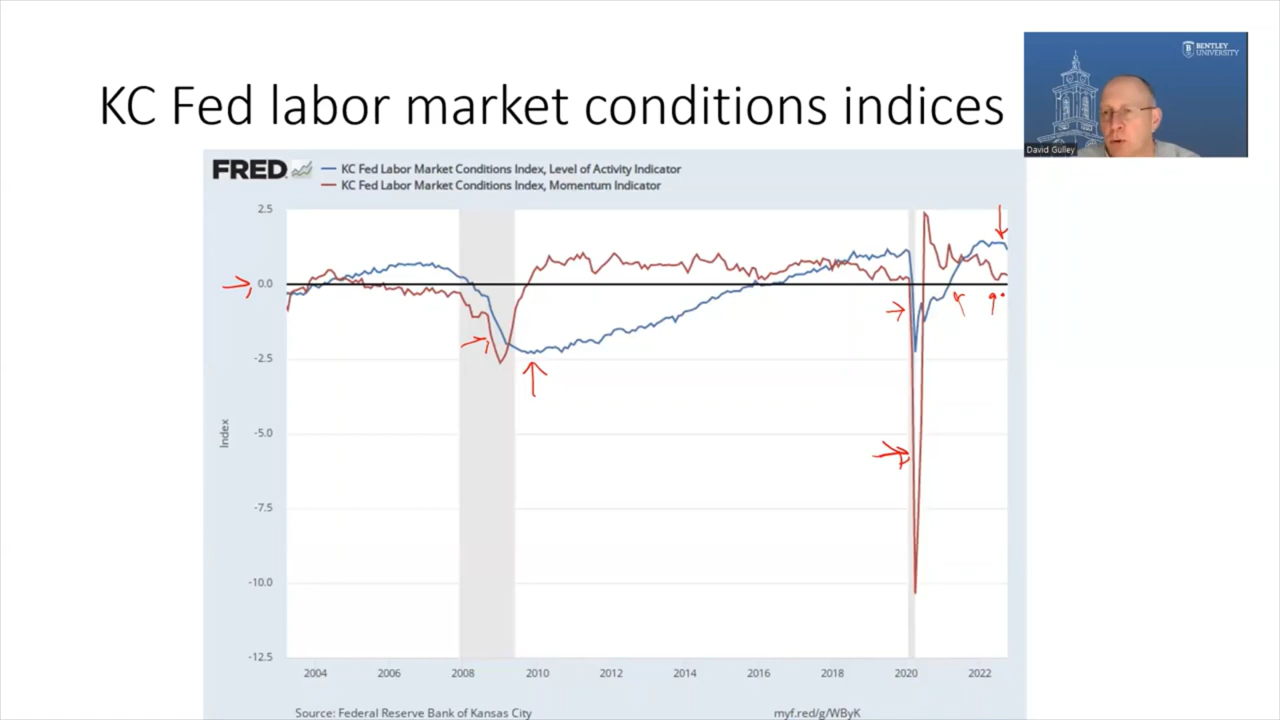 KC Fed labor market conditions indices
BENTLEY
UNIVERSITY
David Gulley
FRED
KC Fed Labor Market Conditions Index, Level of Activity Indicator
KC Fed Labor Market Conditions Index, Momentum Indicator
2.5
0.0
-2.5
-5.0
-7.5
-10.0
-12.5
Index
2004 2006 2008 2010 2012 2014 2016 2018 2020 2022
Source: Federal Reserve Bank of Kansas City
myf.red/g/WByK